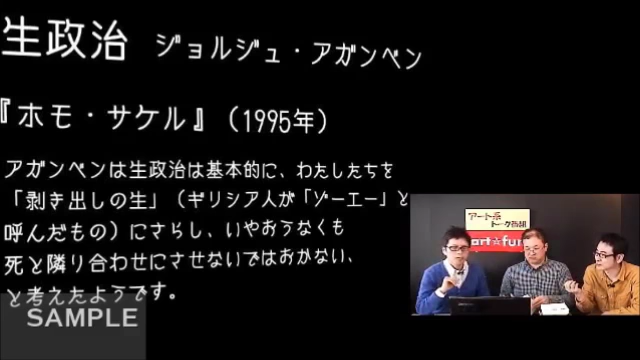 生政治 ジョルジュ・アガンベン
『ホモ・サケル』（1995年）
アガンベンは生政治は基本的に、わたしたちを
「剥き出しの生」（ギリシア人が「ゾーエー」と
呼んだもの）にさらし、いやおうなくも
死と隣り合わせにさせないではおかない、
と考えたようです。
アート系
トーク番組
art☆fun
SAMPLE